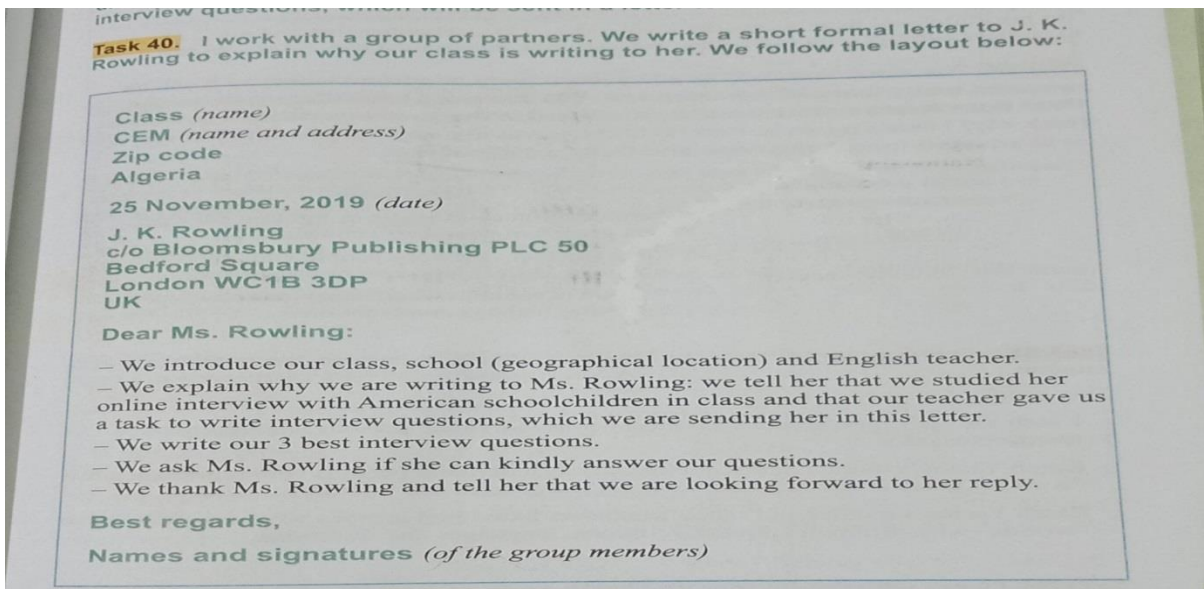 interview
Task 40. I work with a group of partners. We write a short formal letter to J. K.
Rowling to explain why our class is writing to her. We follow the layout below:
Class (name)
CEM (name and address)
Zip code
Algeria
25 November, 2019 (date)
J. K. Rowling
c/o Bloomsbury Publishing PLC 50
Bedford Square
London WC1B 3DP
UK
Dear Ms. Rowling:
– We introduce our class, school (geographical location) and English teacher.
– We explain why we are writing to Ms. Rowling: we tell her that we studied her
online interview with American schoolchildren in class and that our teacher gave us
a task to write interview questions, which we are sending her in this letter.
– We write our 3 best interview questions.
– We ask Ms. Rowling if she can kindly answer our questions.
– We thank Ms. Rowling and tell her that we are looking forward to her reply.
Best regards,
Names and signatures (of the group members)